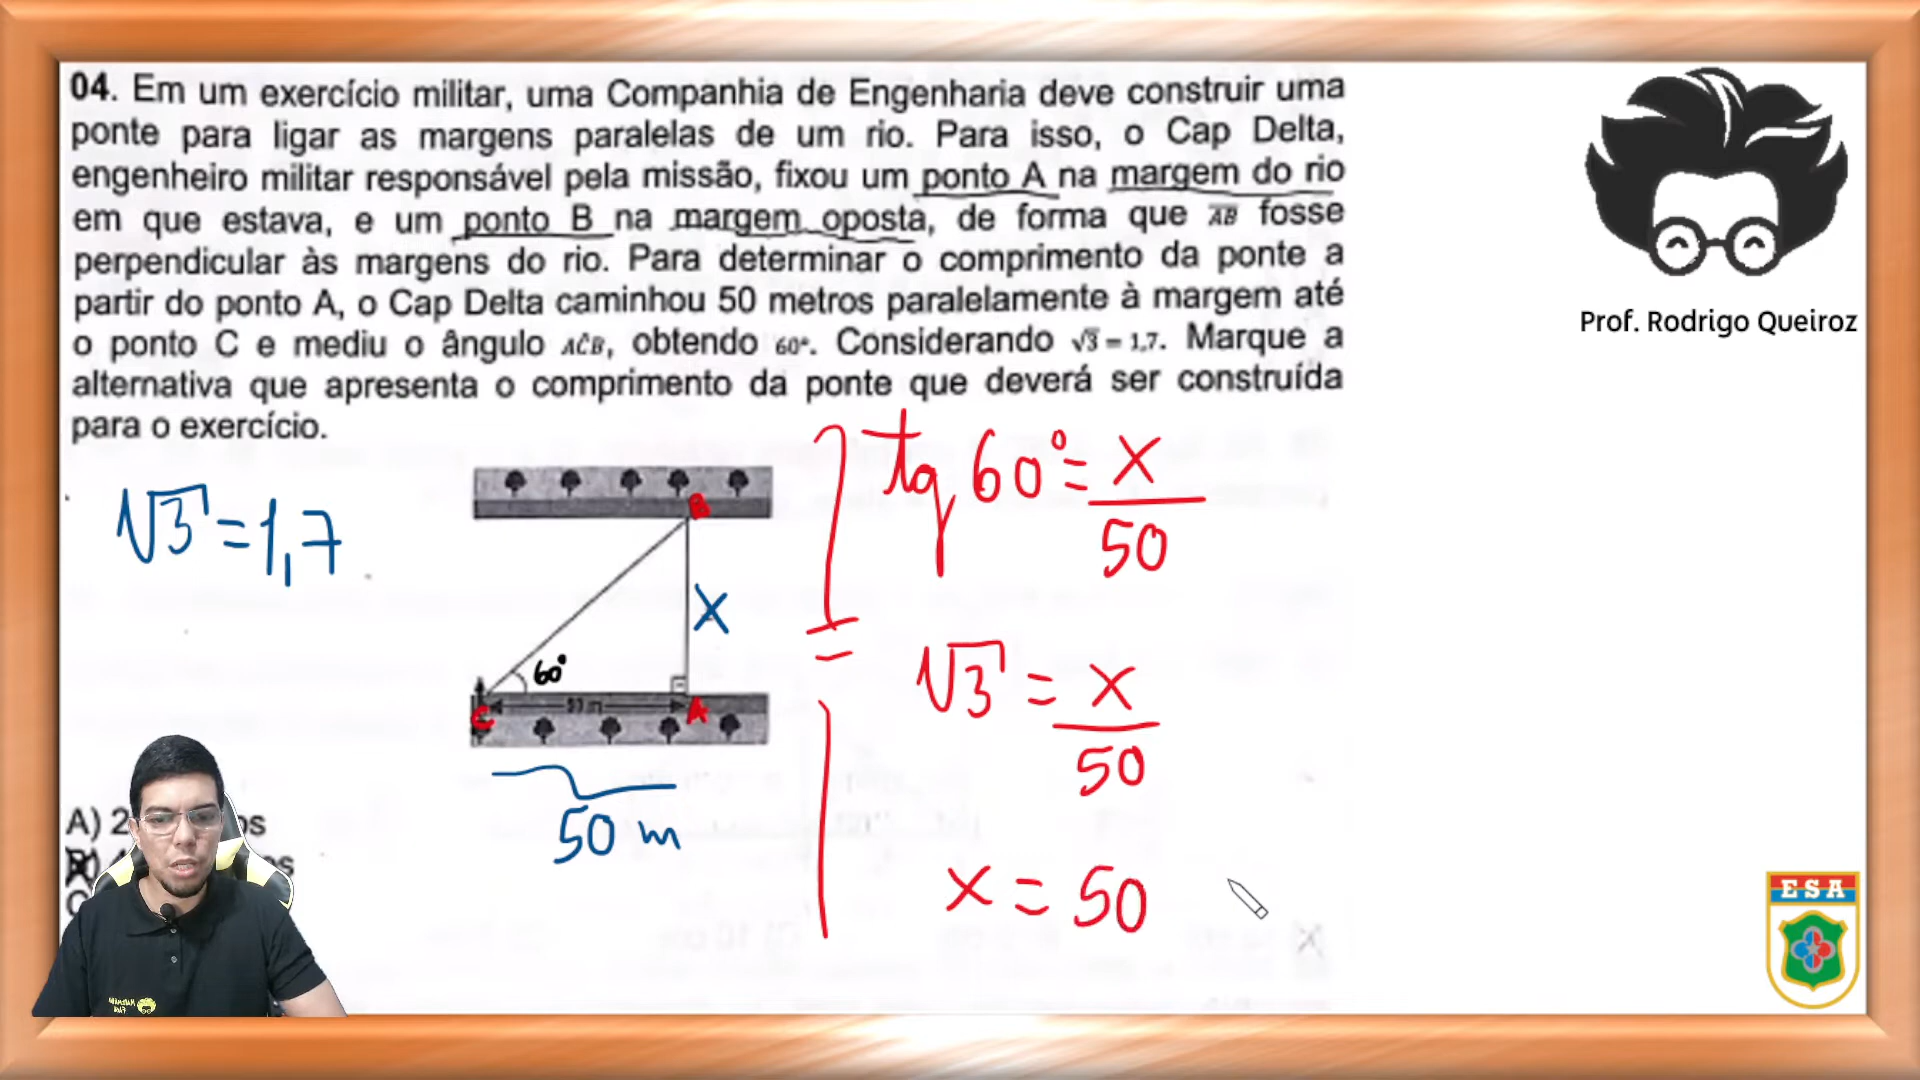 04. Em um exercício militar, uma Companhia de Engenharia deve construir uma
ponte para ligar as margens paralelas de um rio. Para isso, o Cap Delta,
engenheiro militar responsável pela missão, fixou um ponto A na margem do rio
em que estava, e um ponto B na margem oposta, de forma que AB fosse
perpendicular às margens do rio. Para determinar o comprimento da ponte a
partir do ponto A, o Cap Delta caminhou 50 metros paralelamente à margem até
o ponto C e mediu o ângulo AĈB, obtendo 60°. Considerando √3 = 1,7. Marque a
alternativa que apresenta o comprimento da ponte que deverá ser construída
para o exercício.
Prof. Rodrigo Queiroz
√3 = 1,7
B
X
60°
C
A
50 m
tg 60° = x/50
√3 = x/50
x = 50
A) 2
ESA